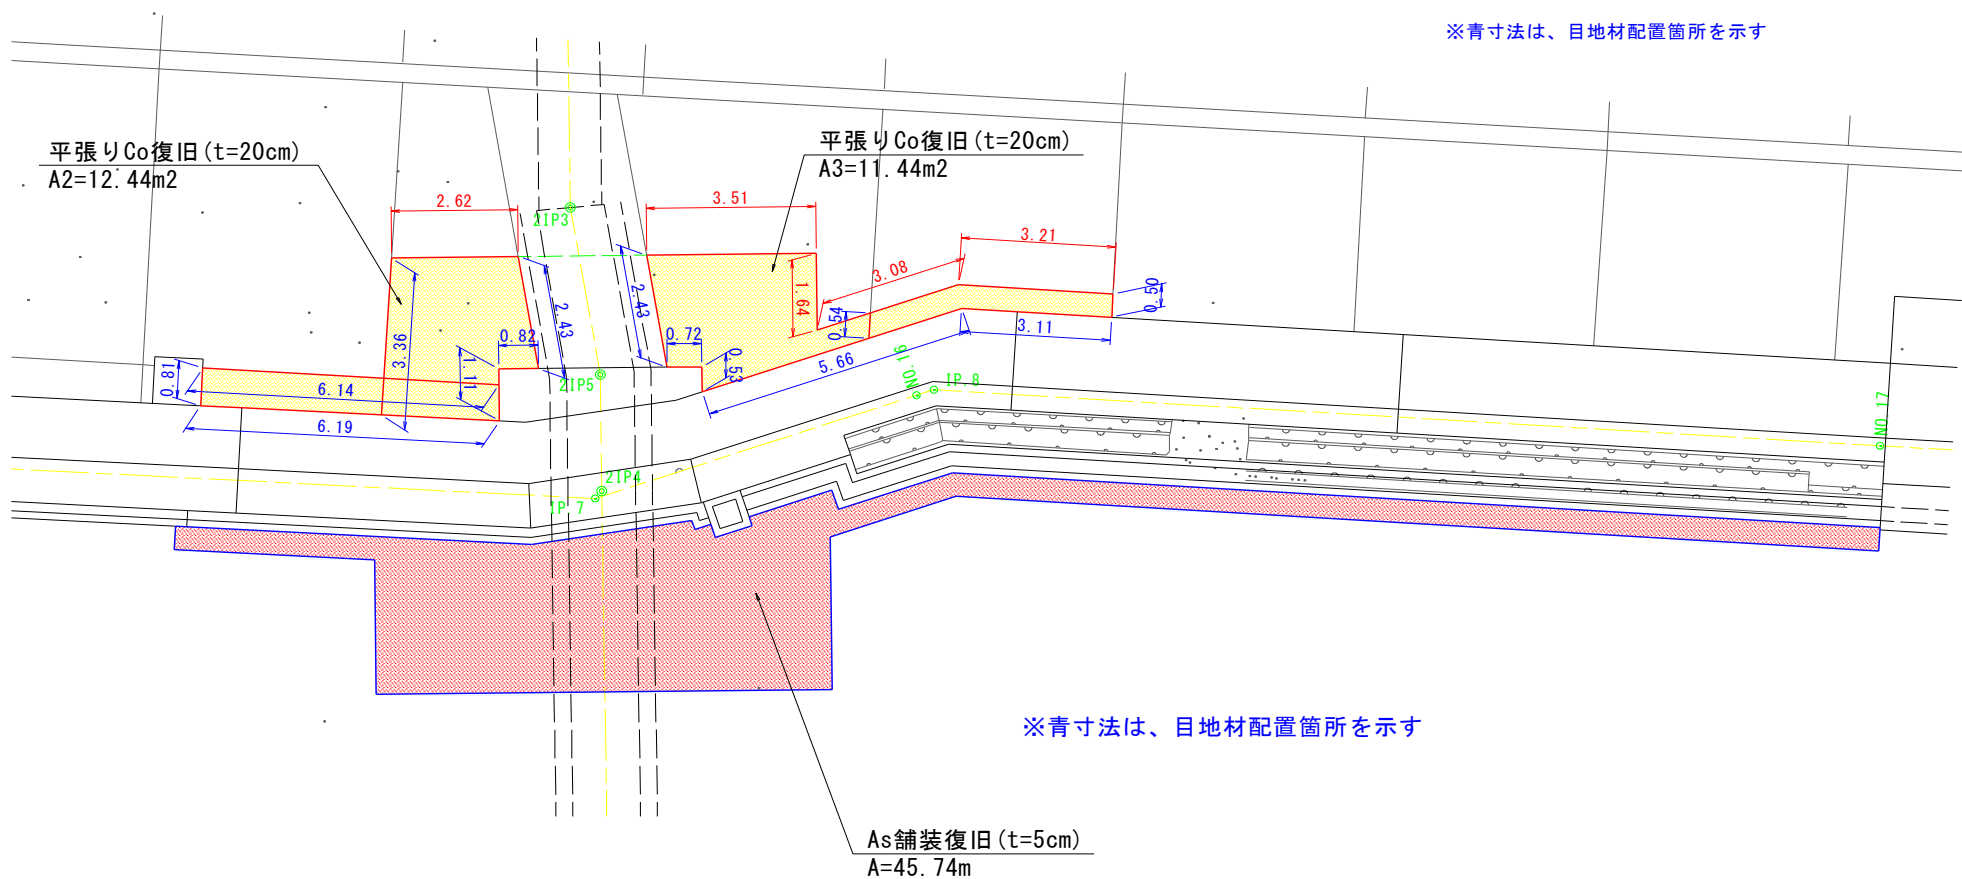 ※青寸法は、目地材配置箇所を示す
平張りCo復旧(t=20cm)
A2=12.44m2
平張りCo復旧(t=20cm)
A3=11.44m2
2.62
3.51
2IP3
3.21
3.08
1.64
0.50
2.43
2.43
3.36
0.82
0.72
0.54
3.11
0.53
5.66
1.11
0.81
6.14
6.19
2IP5
NO.16
IP.8
NO.17
2IP4
IP.7
※青寸法は、目地材配置箇所を示す
As舗装復旧(t=5cm)
A=45.74m